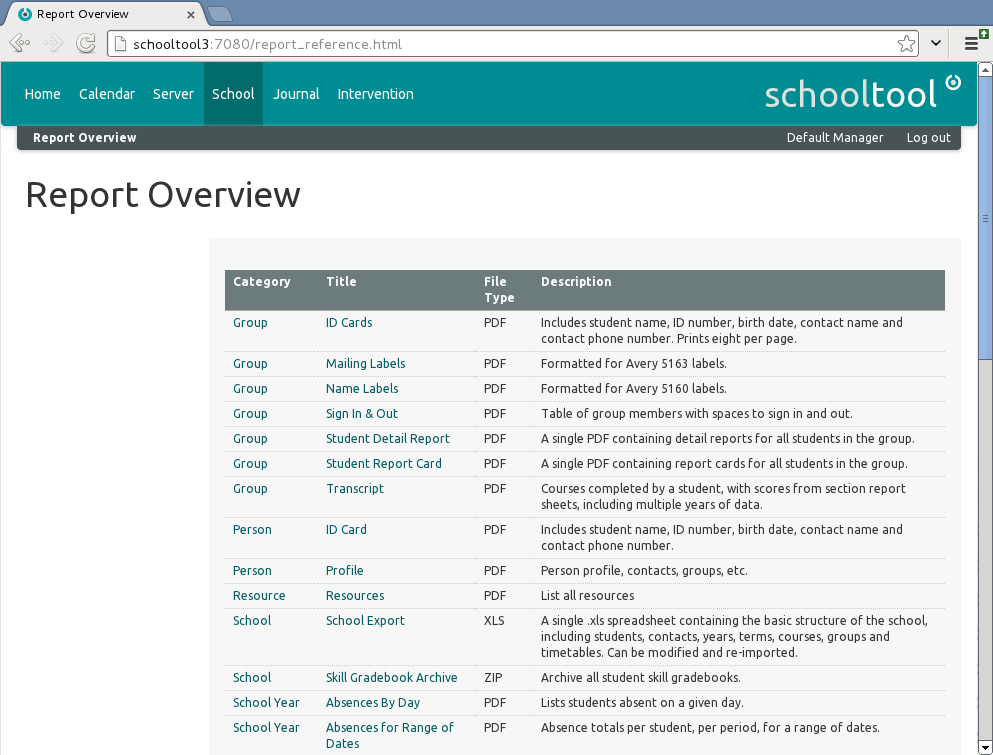 Report Overview
schooltool3:7080/report_reference.html
Home Calendar Server School Journal Intervention schooltool
Report Overview Default Manager Log out
Report Overview
Category Title File Type Description
Group ID Cards PDF Includes student name, ID number, birth date, contact name and
contact phone number. Prints eight per page.
Group Mailing Labels PDF Formatted for Avery 5163 labels.
Group Name Labels PDF Formatted for Avery 5160 labels.
Group Sign In & Out PDF Table of group members with spaces to sign in and out.
Group Student Detail Report PDF A single PDF containing detail reports for all students in the group.
Group Student Report Card PDF A single PDF containing report cards for all students in the group.
Group Transcript PDF Courses completed by a student, with scores from section report
sheets, including multiple years of data.
Person ID Card PDF Includes student name, ID number, birth date, contact name and
contact phone number.
Person Profile PDF Person profile, contacts, groups, etc.
Resource Resources PDF List all resources
School School Export XLS A single .xls spreadsheet containing the basic structure of the school,
including students, contacts, years, terms, courses, groups and
timetables. Can be modified and re-imported.
School Skill Gradebook Archive ZIP Archive all student skill gradebooks.
School Year Absences By Day PDF Lists students absent on a given day.
School Year Absences for Range of PDF Absence totals per student, per period, for a range of dates.
Dates